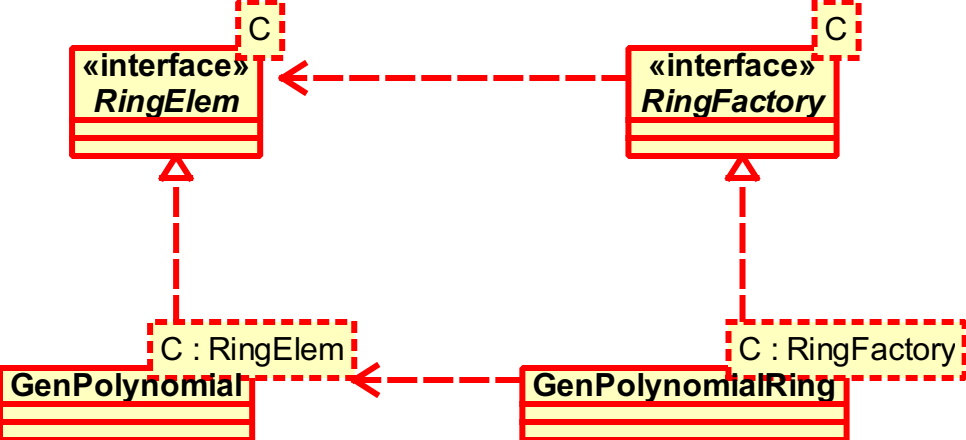 C
«interface»
RingElem
C
«interface»
RingFactory
C : RingElem
GenPolynomial
C : RingFactory
GenPolynomialRing